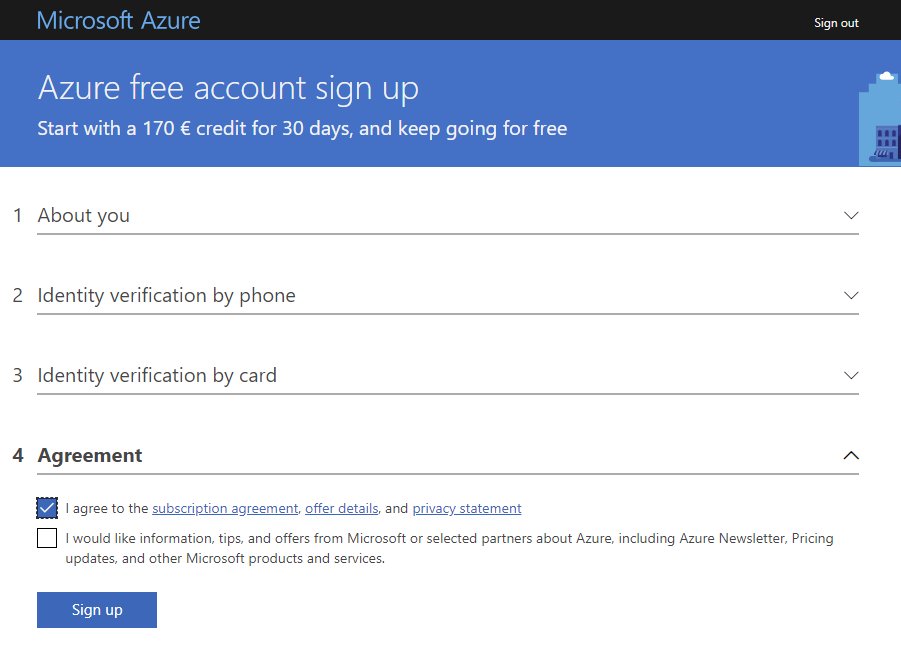 Microsoft Azure
Sign out
Azure free account sign up
Start with a 170 € credit for 30 days, and keep going for free
1 About you
2 Identity verification by phone
3 Identity verification by card
4 Agreement
I agree to the subscription agreement, offer details, and privacy statement
I would like information, tips, and offers from Microsoft or selected partners about Azure, including Azure Newsletter, Pricing
updates, and other Microsoft products and services.
Sign up